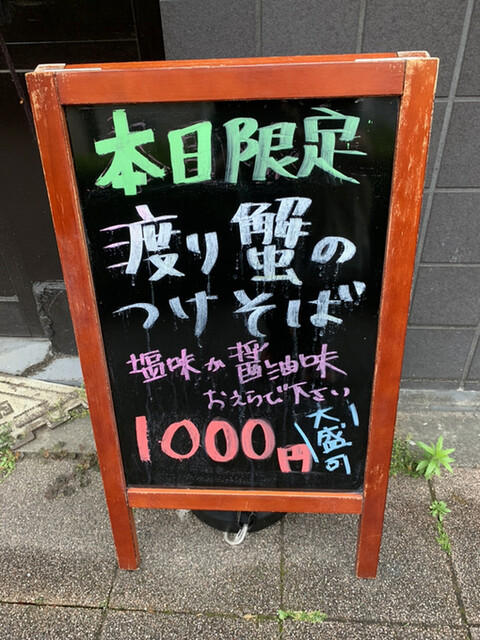 本日限定
渡り蟹の
つけそば
塩味か醤油味
おえらび下さい
1000円
大盛可